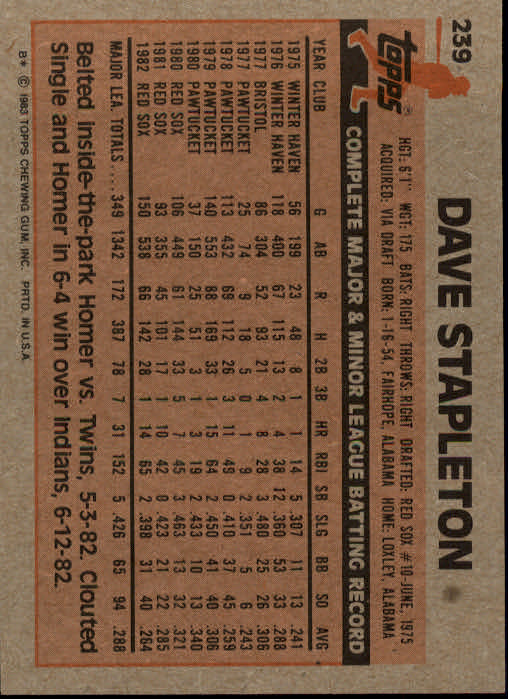 239
DAVE STAPLETON
TOPPS®
HGT: 6'1" WGT: 175 BATS: RIGHT THROWS: RIGHT DRAFTED: RED SOX #10-JUNE, 1975
ACQUIRED: VIA DRAFT BORN: 1-16-54, FAIRHOPE, ALABAMA HOME: LOXLEY, ALABAMA
COMPLETE MAJOR & MINOR LEAGUE BATTING RECORD
YEAR CLUB G AB R H 2B 3B HR RBI SB SLG BB SO AVG
1975 WINTER HAVEN 56 199 23 48 8 1 1 14 5 .307 11 13 .241
1976 WINTER HAVEN 118 400 67 115 13 2 4 38 12 .360 53 33 .288
1977 BRISTOL 86 304 52 93 21 4 8 28 3 .480 25 26 .306
1977 PAWTUCKET 25 74 9 18 5 0 1 9 2 .351 5 6 .243
1978 PAWTUCKET 113 432 69 112 26 3 11 49 0 .410 37 45 .259
1979 PAWTUCKET 140 553 88 169 33 1 15 64 2 .450 41 40 .306
1980 PAWTUCKET 37 150 25 51 3 1 3 19 2 .433 10 13 .340
1980 RED SOX 106 449 61 144 33 5 7 45 3 .463 13 32 .321
1981 RED SOX 93 355 45 101 17 1 10 42 0 .423 21 22 .285
1982 RED SOX 150 538 66 142 28 1 14 65 2 .398 31 40 .264
MAJOR LEA. TOTALS... 349 1342 172 387 78 7 31 152 5 .426 65 94 .288
Belted inside-the-park Homer vs. Twins, 5-3-82. Clouted
Single and Homer in 6-4 win over Indians, 6-12-82.
B* © 1983 TOPPS CHEWING GUM, INC. PRTD. IN U.S.A.